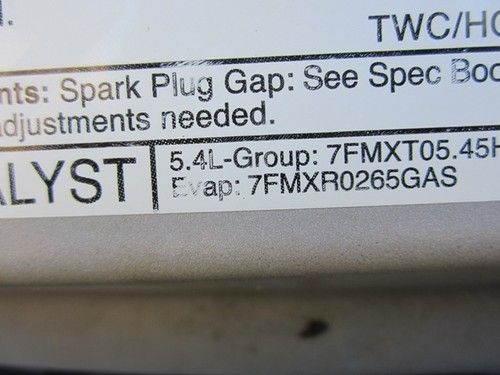 TWC/HO
nts: Spark Plug Gap: See Spec Boo
adjustments needed.
ALYST
5.4L-Group: 7FMXT05.45H
Evap: 7FMXR0265GAS